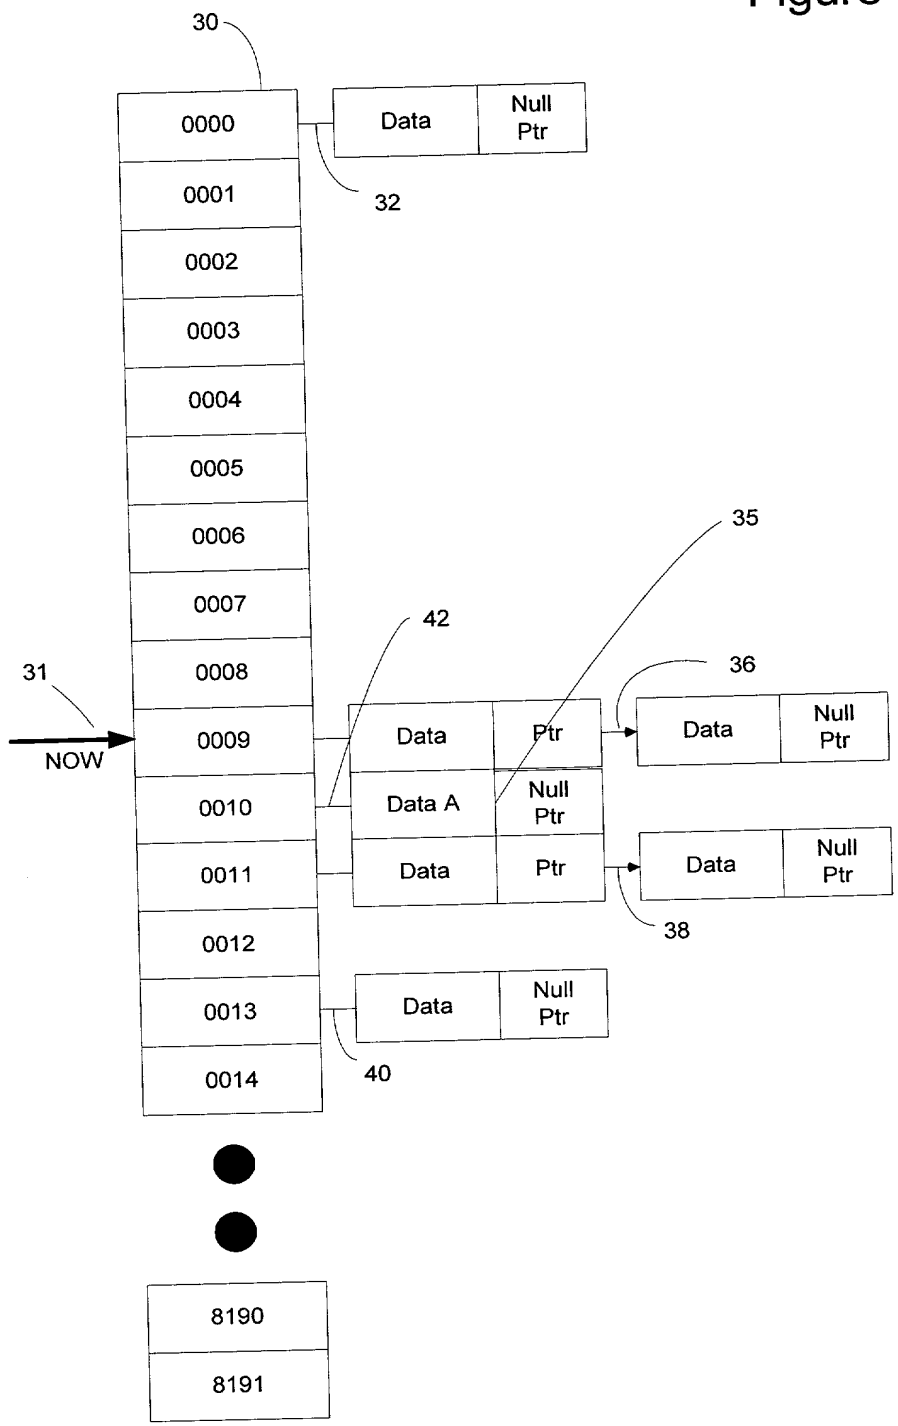 Figure
30
0000
Data
Null
Ptr
0001
32
0002
0003
0004
0005
35
0006
0007
42
0008
36
31
0009
Data
Ptr
Data
Null
Ptr
NOW
0010
Data A
Null
Ptr
0011
Data
Ptr
Data
Null
Ptr
38
0012
0013
Data
Null
Ptr
0014
40
8190
8191